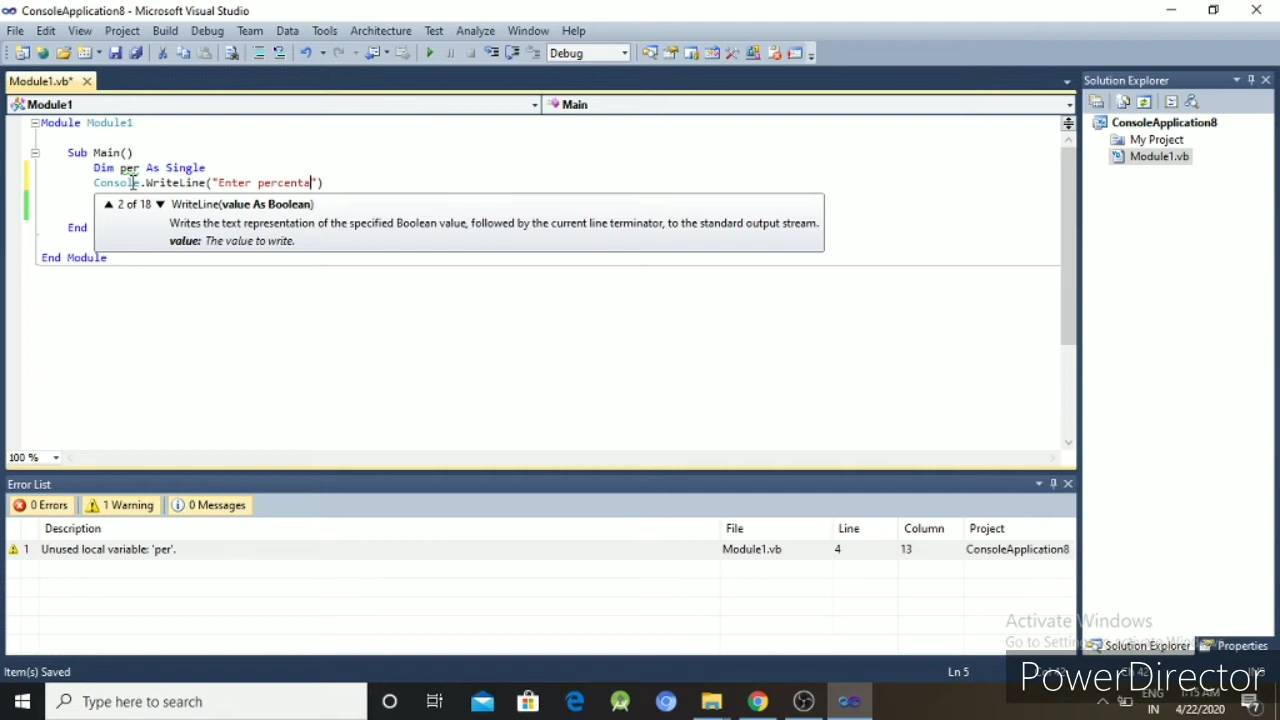 ConsoleApplication8 - Microsoft Visual Studio
File Edit View Project Build Debug Team Data Tools Architecture Test Analyze Window Help
Debug
Module1.vb*
Solution Explorer
Module1
Main
ConsoleApplication8
My Project
Module1.vb
Module Module1
Sub Main()
Dim per As Single
Console.WriteLine("Enter percenta")
2 of 18 WriteLine(value As Boolean)
Writes the text representation of the specified Boolean value, followed by the current line terminator, to the standard output stream.
value: The value to write.
End
End Module
100 %
Error List
0 Errors 1 Warning 0 Messages
Description File Line Column Project
1 Unused local variable: 'per'. Module1.vb 4 13 ConsoleApplication8
Activate Windows
Solution Explorer Properties
Item(s) Saved Ln 5
PowerDirector
Type here to search
ENG
IN
1:15 AM
4/22/2020
7